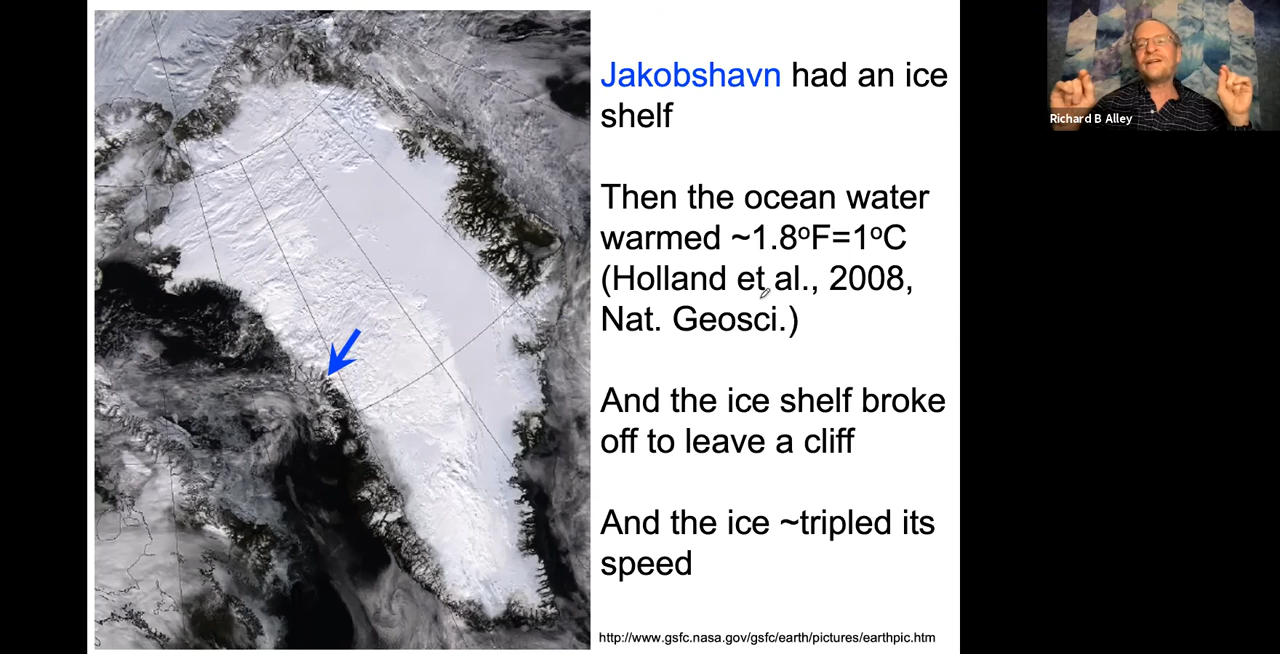 Jakobshavn had an ice
shelf
Then the ocean water
warmed ~1.8ºF=1ºC
(Holland et al., 2008,
Nat. Geosci.)
And the ice shelf broke
off to leave a cliff
And the ice ~tripled its
speed
http://www.gsfc.nasa.gov/gsfc/earth/pictures/earthpic.htm
Richard B Alley